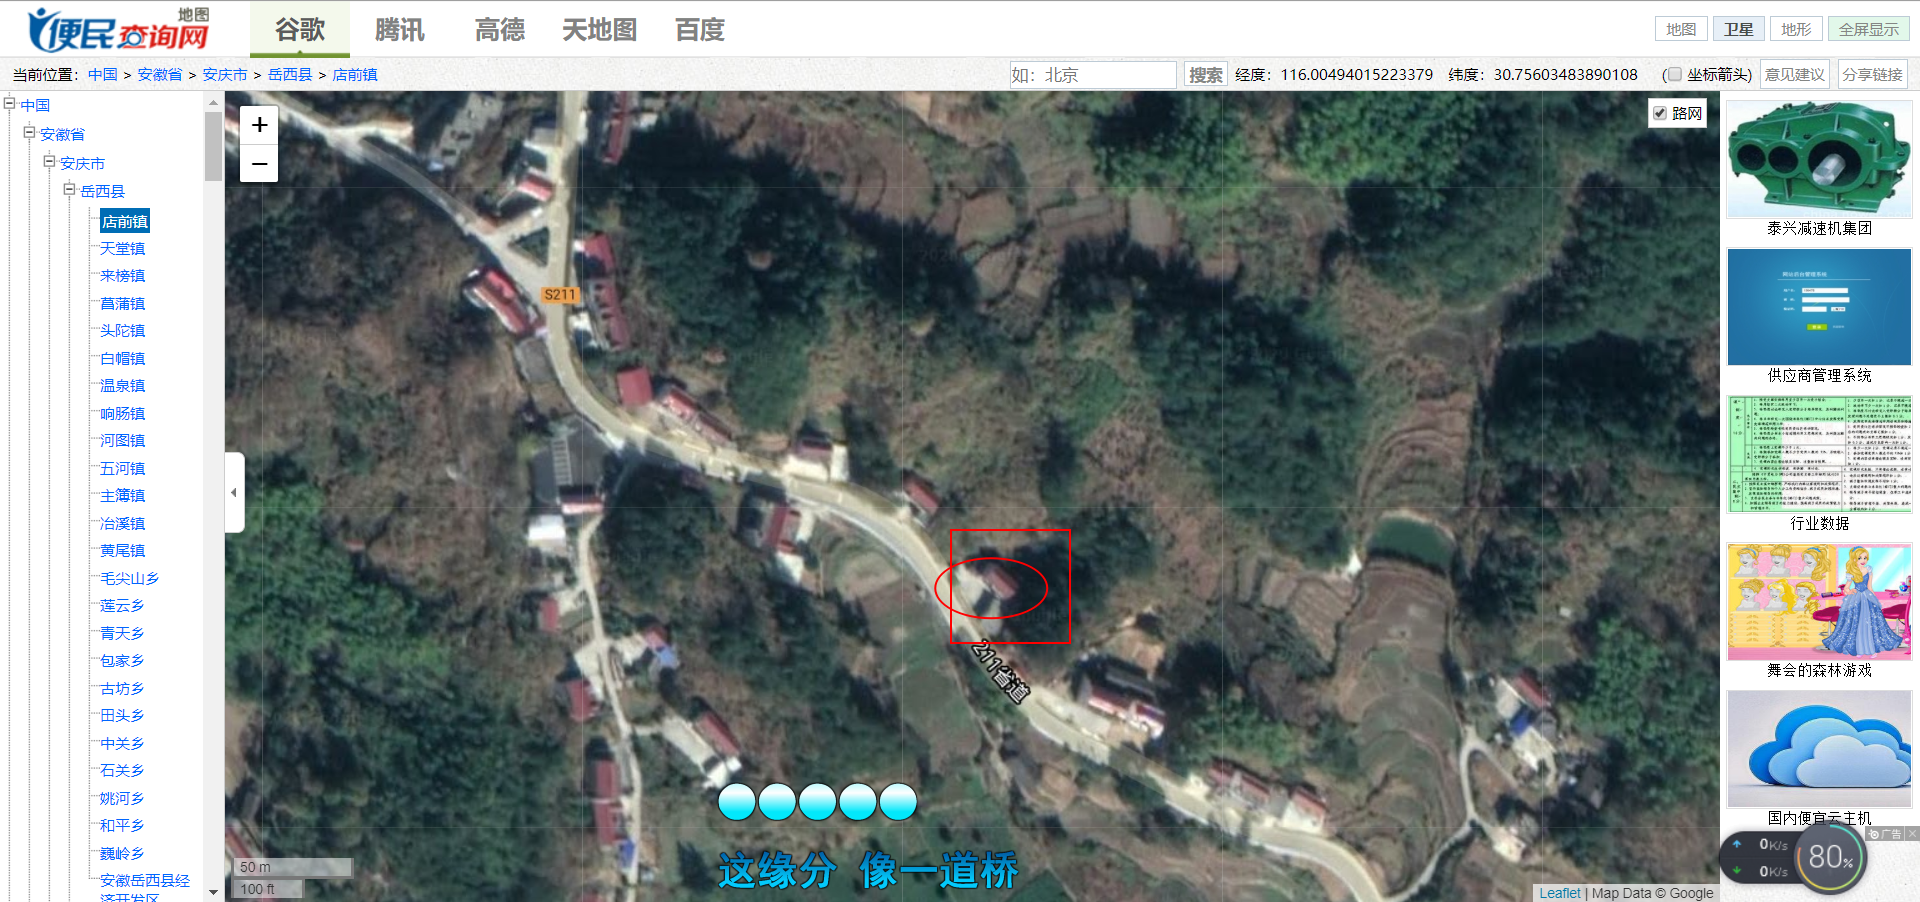 便民查询网 地图
谷歌 腾讯 高德 天地图 百度
地图 卫星 地形 全屏显示
当前位置：中国 > 安徽省 > 安庆市 > 岳西县 > 店前镇
如：北京 搜索 经度：116.00494015223379 纬度：30.75603483890108 (坐标箭头) 意见建议 分享链接
中国
安徽省
安庆市
岳西县
店前镇
天堂镇
来榜镇
菖蒲镇
头陀镇
白帽镇
温泉镇
响肠镇
河图镇
五河镇
主簿镇
冶溪镇
黄尾镇
毛尖山乡
莲云乡
青天乡
包家乡
古坊乡
田头乡
中关乡
石关乡
姚河乡
和平乡
巍岭乡
安徽岳西县经
济开发区
+
−
路网
S211
211省道
这缘分 像一道桥
50 m
100 ft
Leaflet | Map Data © Google
泰兴减速机集团
供应商管理系统
行业数据
舞会的森林游戏
国内便宜云主机
广告
0K/s
0K/s
80%